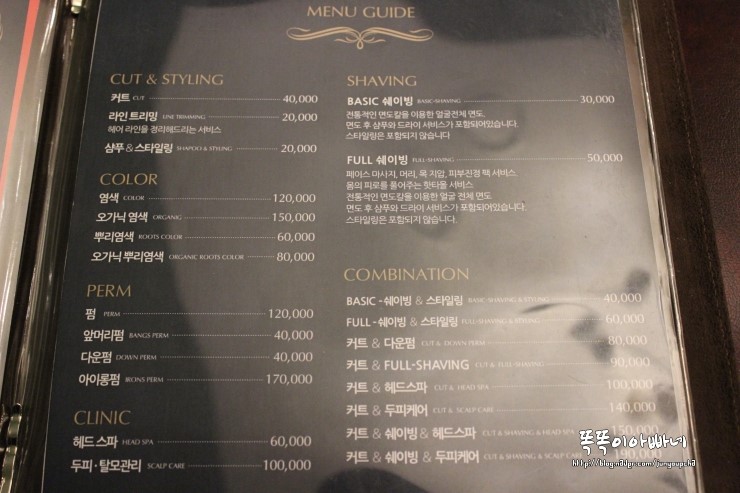 MENU GUIDE
CUT & STYLING
커트 CUT 40,000
라인 트리밍 LINE TRIMMING 20,000
헤어 라인을 정리해드리는 서비스
샴푸 & 스타일링 SHAPOO & STYLING 20,000
COLOR
염색 COLOR 120,000
오가닉 염색 ORGANIC 150,000
뿌리염색 ROOTS COLOR 60,000
오가닉 뿌리염색 ORGANIC ROOTS COLOR 80,000
PERM
펌 PERM 120,000
앞머리펌 BANGS PERM 40,000
다운펌 DOWN PERM 40,000
아이롱펌 IRONS PERM 170,000
CLINIC
헤드스파 HEAD SPA 60,000
두피·탈모관리 SCALP CARE 100,000
SHAVING
BASIC 쉐이빙 BASIC-SHAVING 30,000
전통적인 면도칼을 이용한 얼굴전체 면도.
면도 후 샴푸와 드라이 서비스가 포함되어있습니다.
스타일링은 포함되지 않습니다
FULL 쉐이빙 FULL-SHAVING 50,000
페이스 마사지, 머리, 목 지압, 피부진정 팩 서비스.
몸의 피로를 풀어주는 핫타올 서비스
전통적인 면도칼을 이용한 얼굴 전체 면도
면도 후 샴푸와 드라이 서비스가 포함되어있습니다.
스타일링은 포함되지 않습니다.
COMBINATION
BASIC - 쉐이빙 & 스타일링 BASIC-SHAVING & STYLING 40,000
FULL - 쉐이빙 & 스타일링 FULL-SHAVING & STYLING 60,000
커트 & 다운펌 CUT & DOWN PERM 80,000
커트 & FULL-SHAVING CUT & FULL-SHAVING 90,000
커트 & 헤드스파 CUT & HEAD SPA 100,000
커트 & 두피케어 CUT & SCALP CARE 140,000
커트 & 쉐이빙 & 헤드스파 CUT & SHAVING & HEAD SPA 150,000
커트 & 쉐이빙 & 두피케어 CUT & SHAVING & SCALP CARE 190,000
똑똑이아빠네
http://blog.naver.com/junyoupcha